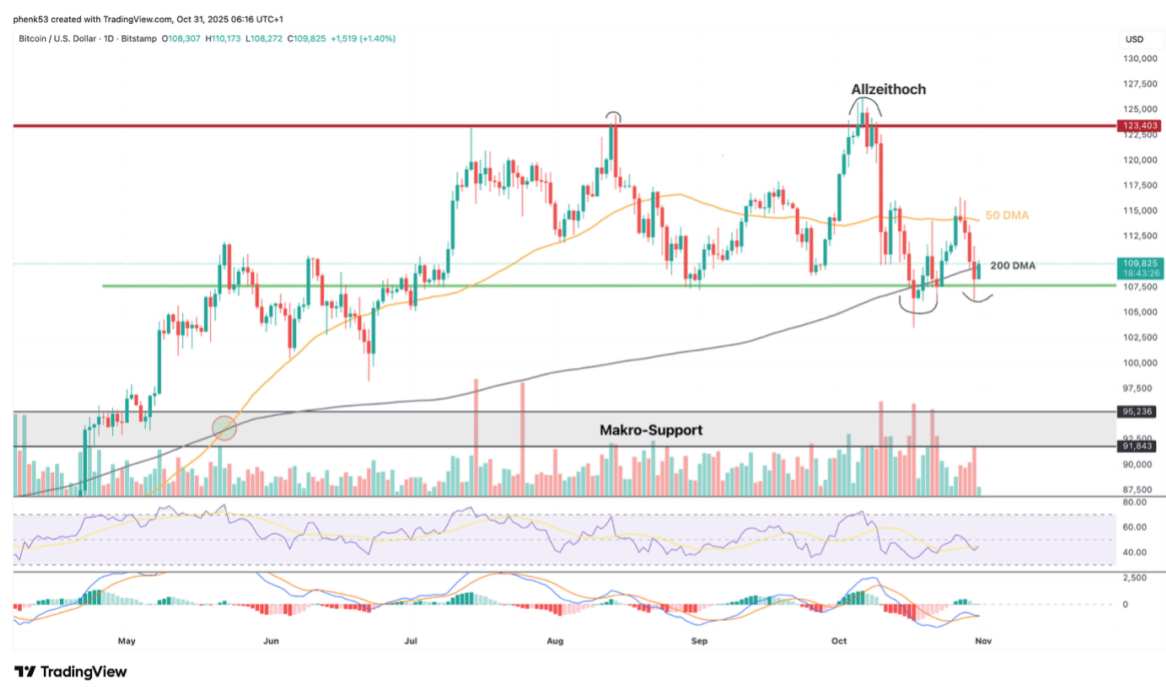 phenk53 created with TradingView.com, Oct 31, 2025 06:16 UTC+1
Bitcoin / U.S. Dollar · 1D · Bitstamp O108,307 H110,173 L108,272 C109,825 +1,519 (+1.40%)
USD
130,000
127,500
Allzeithoch
125,000
123,403
122,500
120,000
117,500
115,000
50 DMA
112,500
109,825
18:43:26
200 DMA
107,500
105,000
102,500
100,000
97,500
95,236
Makro-Support
92,500
91,843
90,000
87,500
80.00
60.00
40.00
2,500
0
May Jun Jul Aug Sep Oct Nov
TradingView